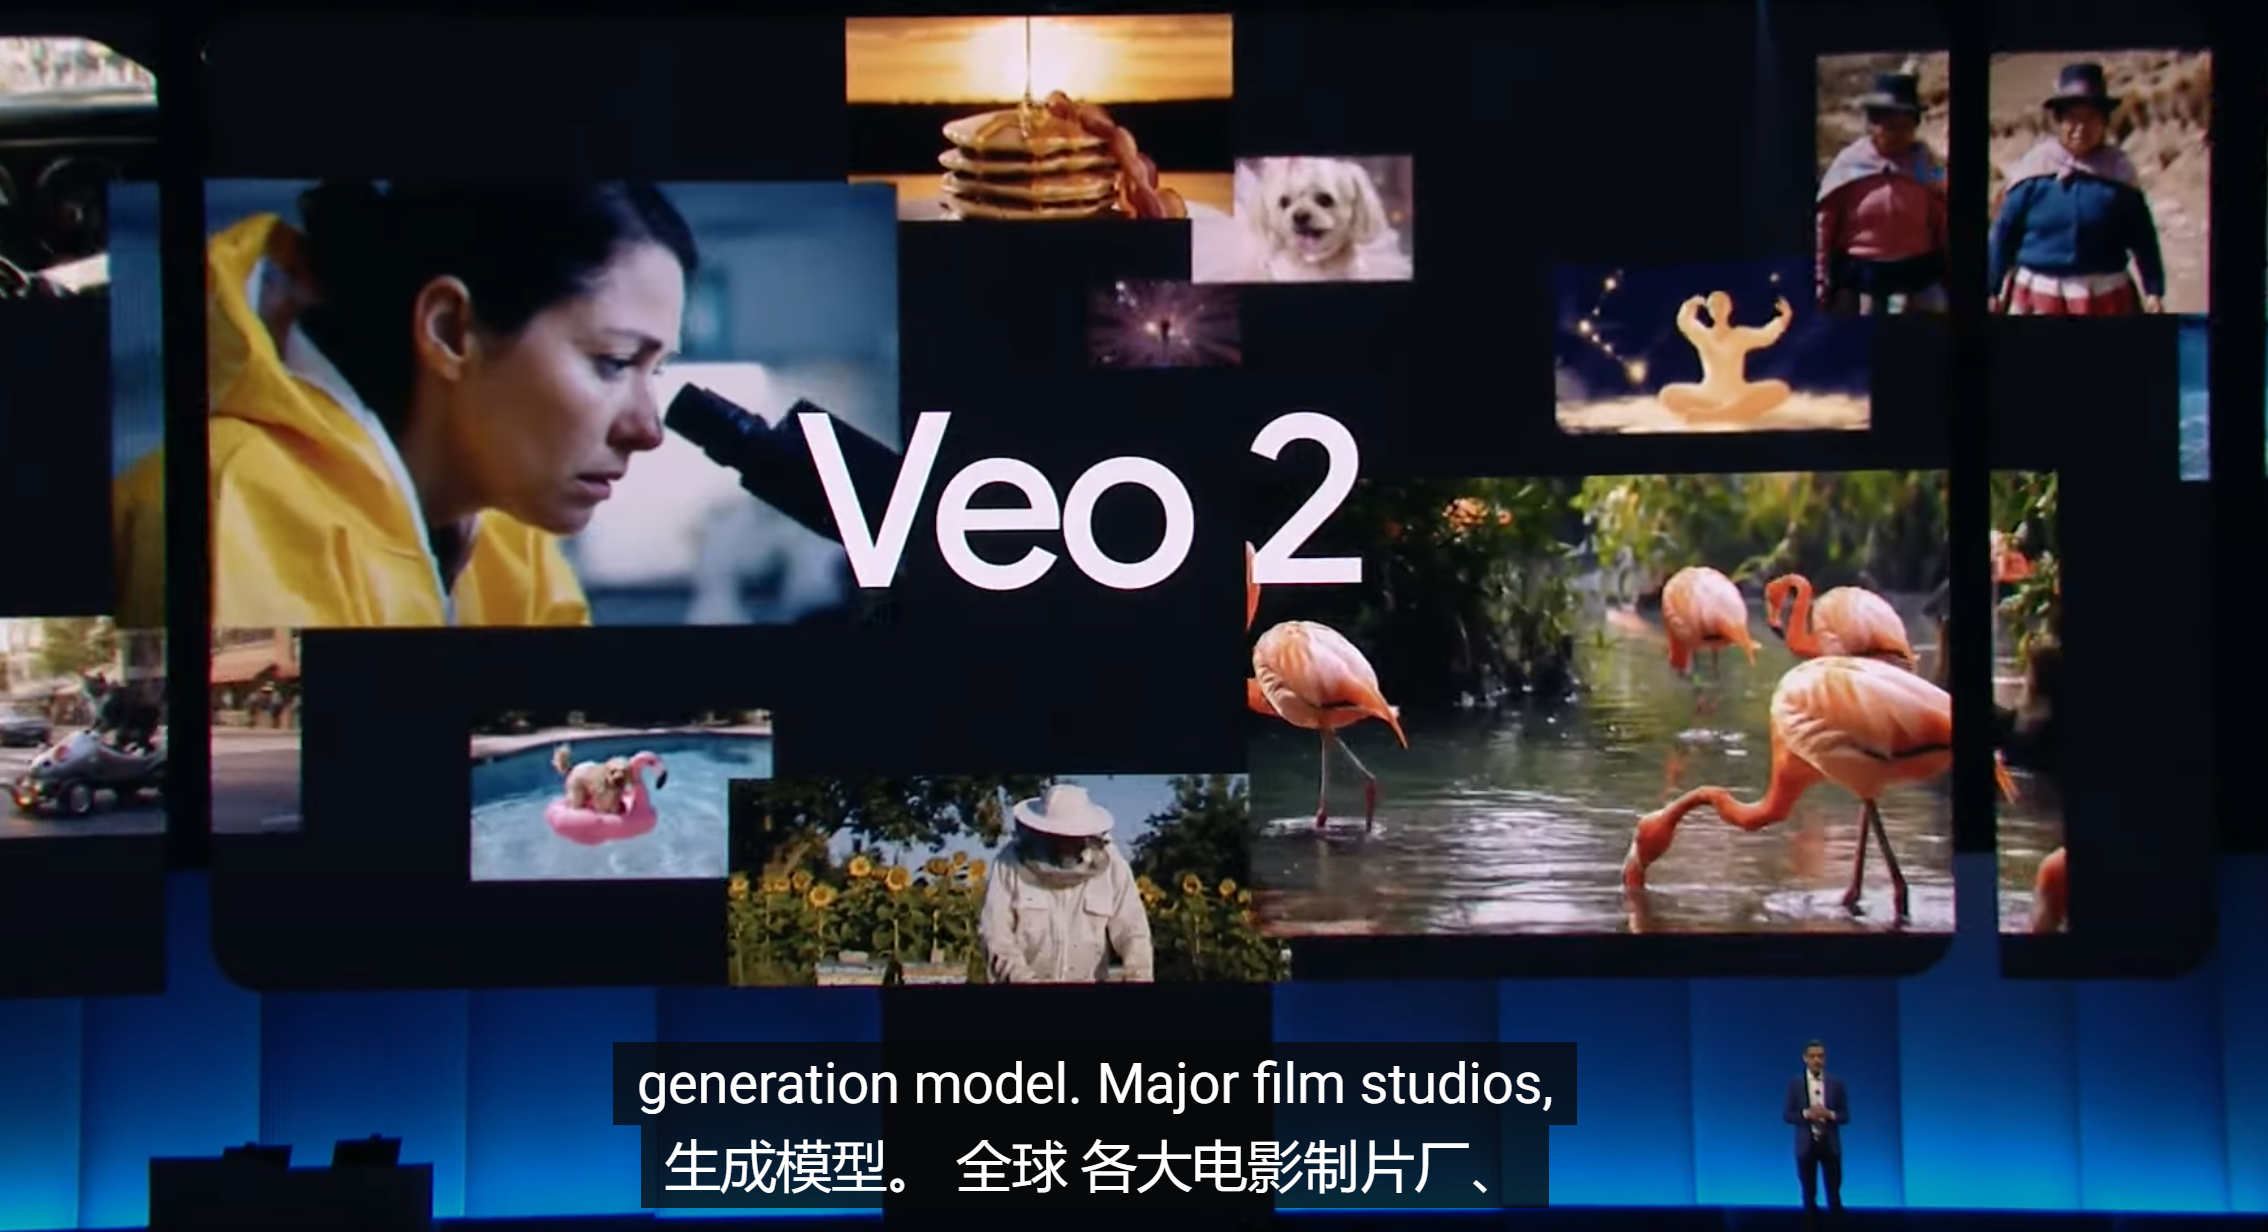 Veo 2
generation model. Major film studios,
生成模型。 全球 各大电影制片厂、